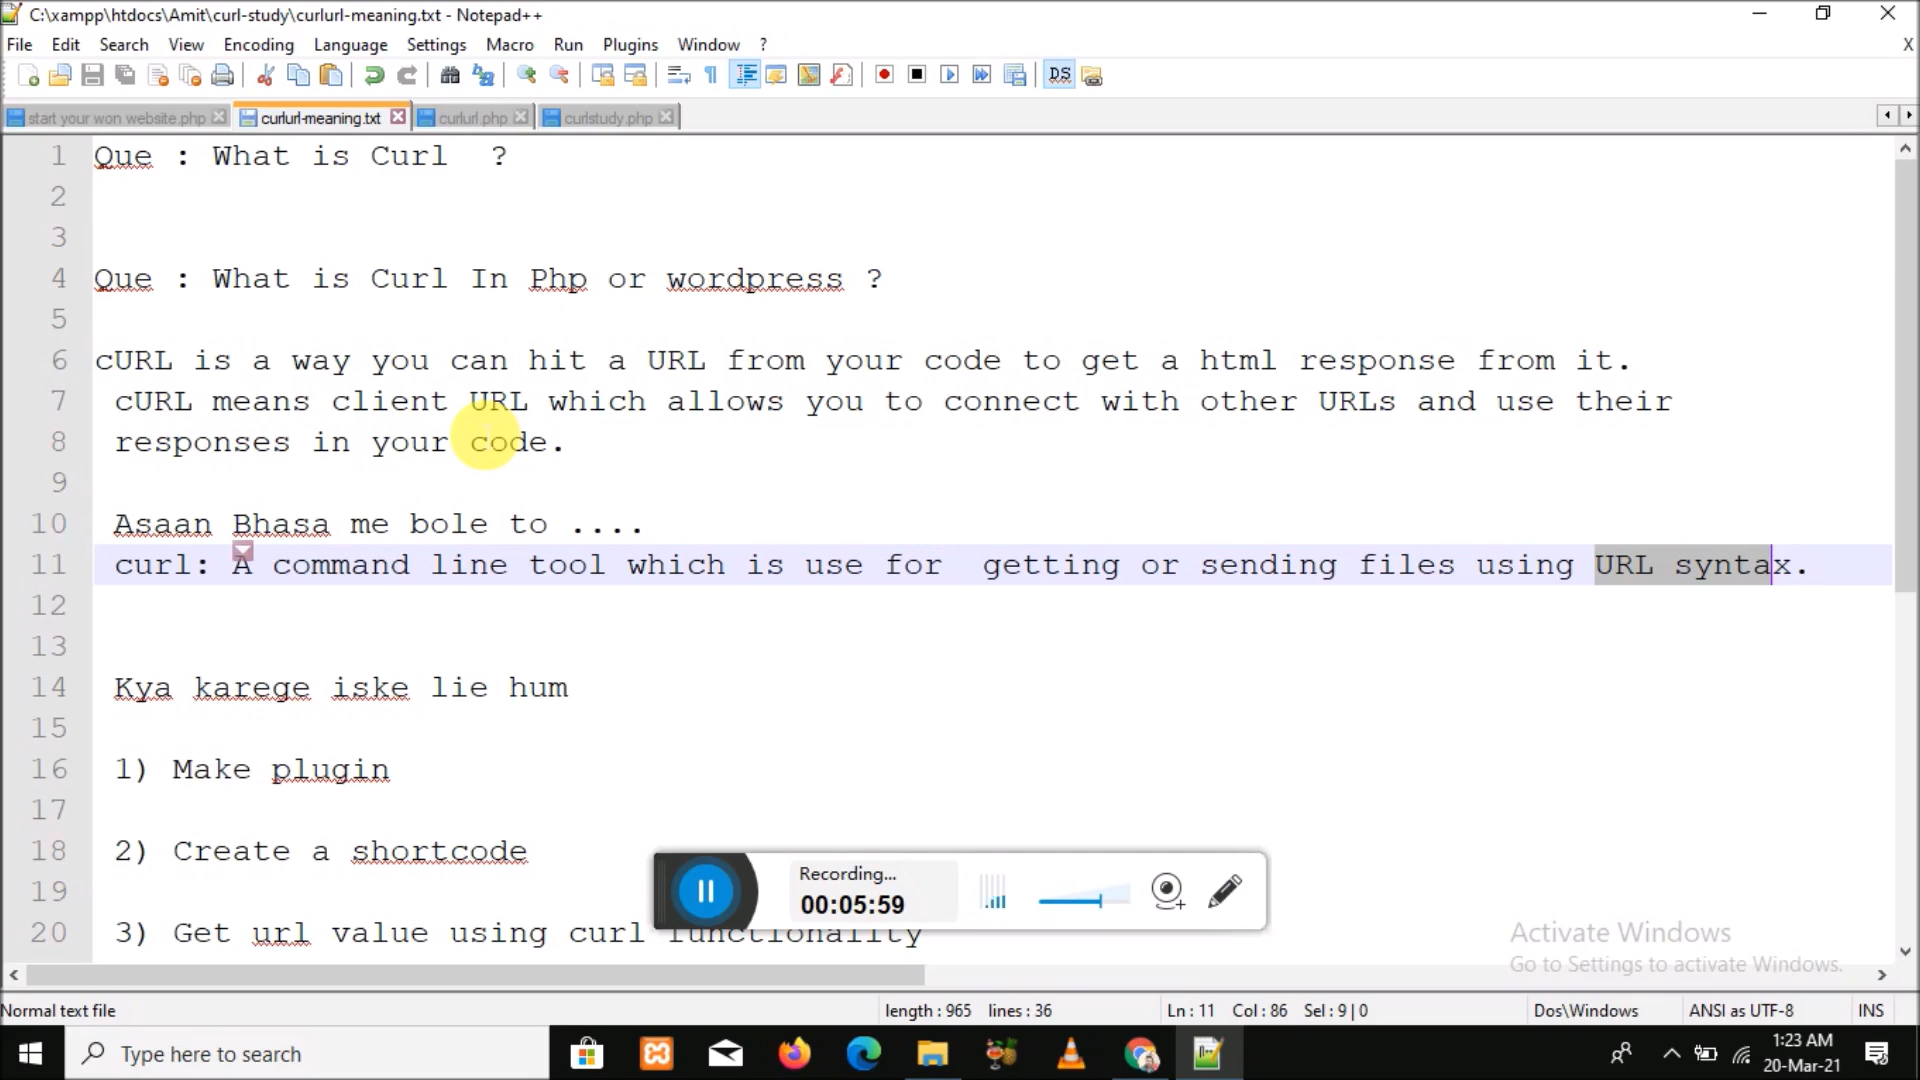 C:\xampp\htdocs\Amit\curl-study\curlurl-meaning.txt - Notepad++
File Edit Search View Encoding Language Settings Macro Run Plugins Window ?
X
DS
start your won website.php curlurl-meaning.txt curlurl.php curlstudy.php
1 Que : What is Curl ?
2
3
4 Que : What is Curl In Php or wordpress ?
5
6 cURL is a way you can hit a URL from your code to get a html response from it.
7 cURL means client URL which allows you to connect with other URLs and use their
8 responses in your code.
9
10 Asaan Bhasa me bole to ....
11 curl: A command line tool which is use for getting or sending files using URL syntax.
12
13
14 Kya karege iske lie hum
15
16 1) Make plugin
17
18 2) Create a shortcode
19
20 3) Get url value using curl functionality
Recording...
00:05:59
Activate Windows
Go to Settings to activate Windows.
Normal text file length : 965 lines : 36 Ln : 11 Col : 86 Sel : 9 | 0 Dos\Windows ANSI as UTF-8 INS
Type here to search
1:23 AM
20-Mar-21